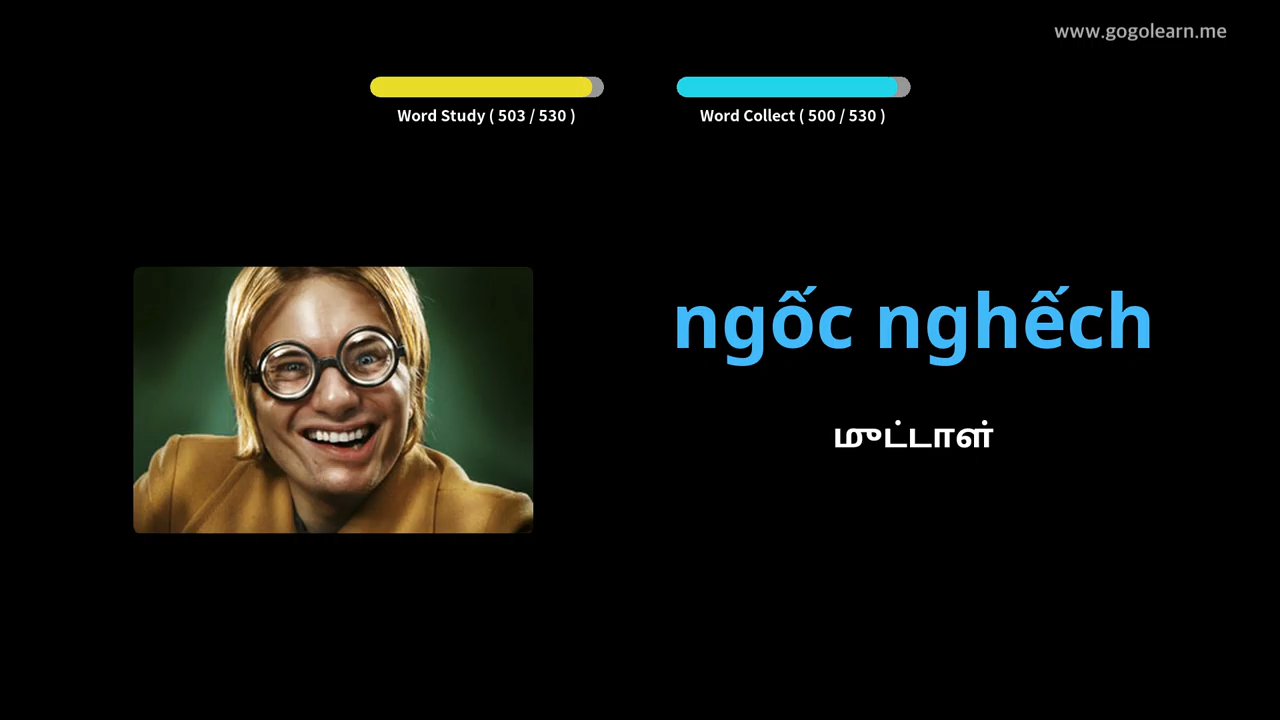 www.gogolearn.me
Word Study ( 503 / 530 )
Word Collect ( 500 / 530 )
ngốc nghếch
முட்டாள்